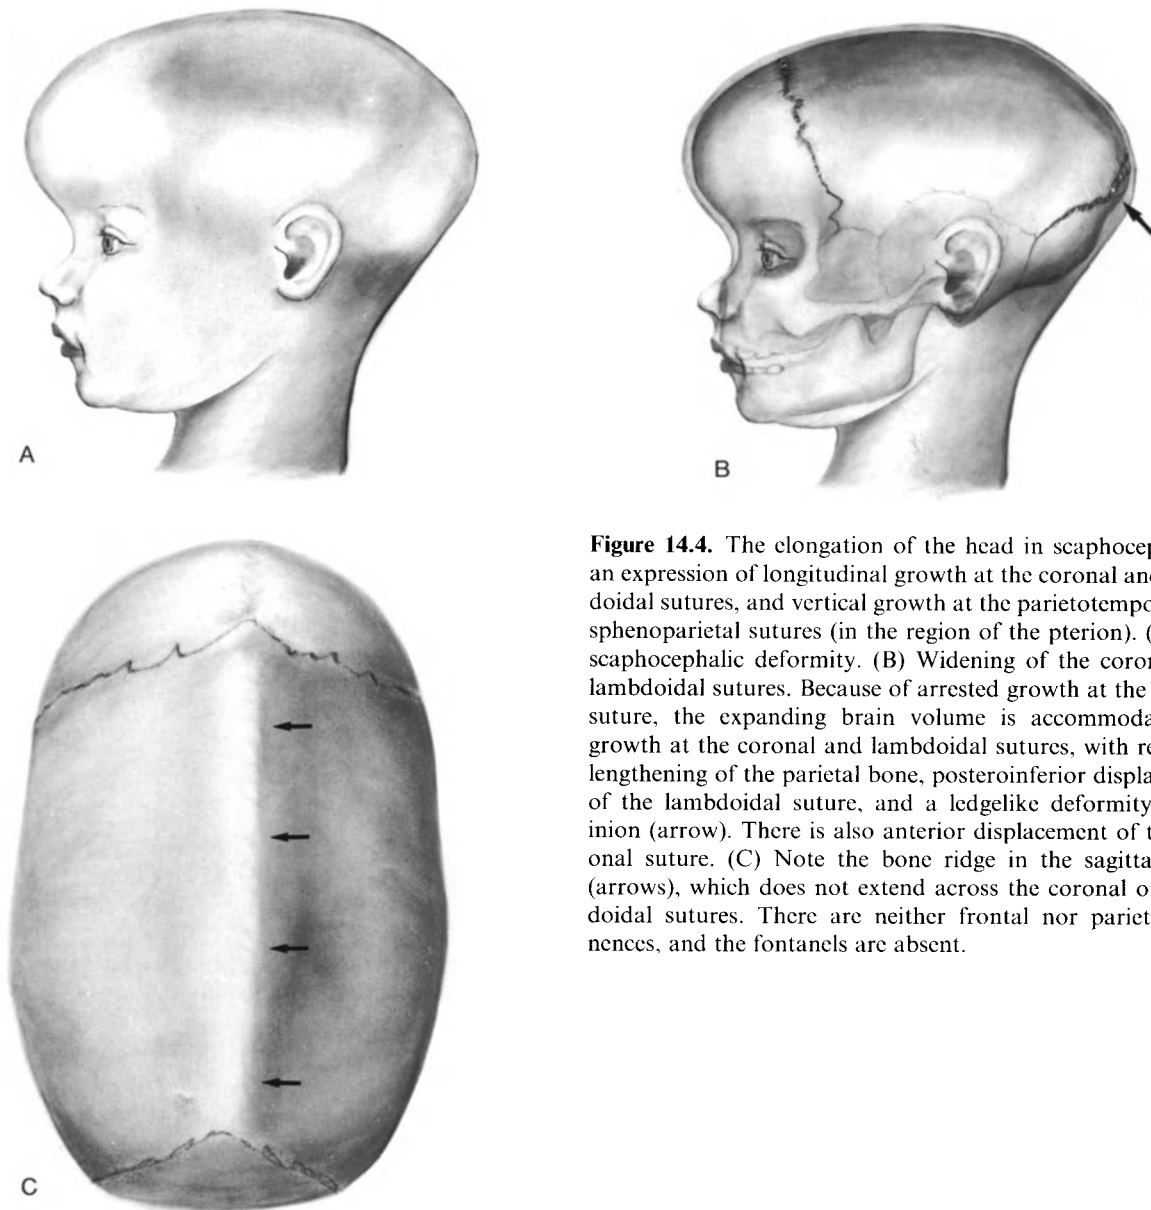 A
B
Figure 14.4. The elongation of the head in scaphocep
an expression of longitudinal growth at the coronal an
doidal sutures, and vertical growth at the parietotempo
sphenoparietal sutures (in the region of the pterion). (
scaphocephalic deformity. (B) Widening of the coron
lambdoidal sutures. Because of arrested growth at the
suture, the expanding brain volume is accommoda
growth at the coronal and lambdoidal sutures, with re
lengthening of the parietal bone, posteroinferior displa
of the lambdoidal suture, and a ledgelike deformity
inion (arrow). There is also anterior displacement of t
onal suture. (C) Note the bone ridge in the sagitta
(arrows), which does not extend across the coronal o
doidal sutures. There are neither frontal nor pariet
nences, and the fontanels are absent.
C